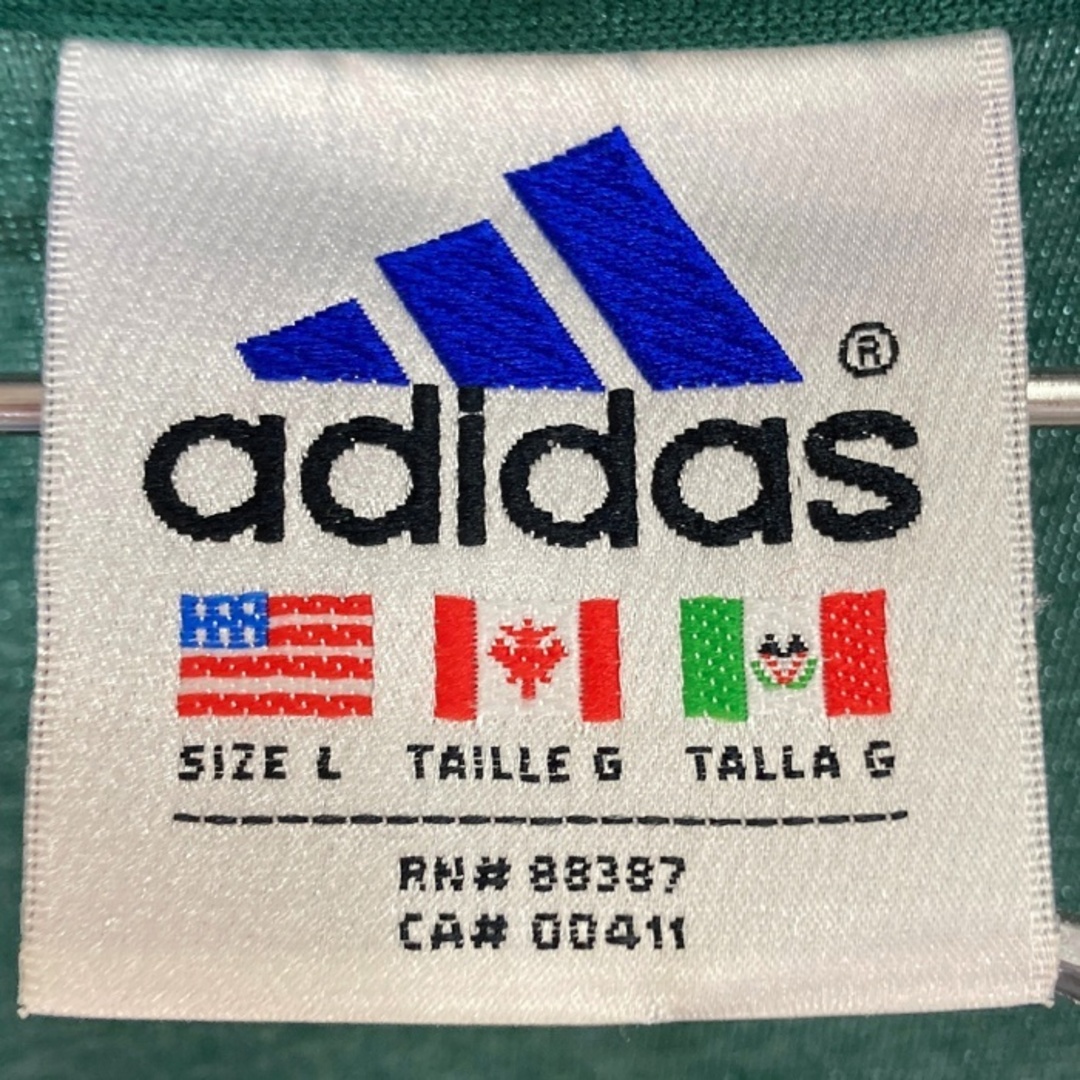 ®
adidas
SIZE L TAILLE G TALLA G
RN# 88387
CA# 00411